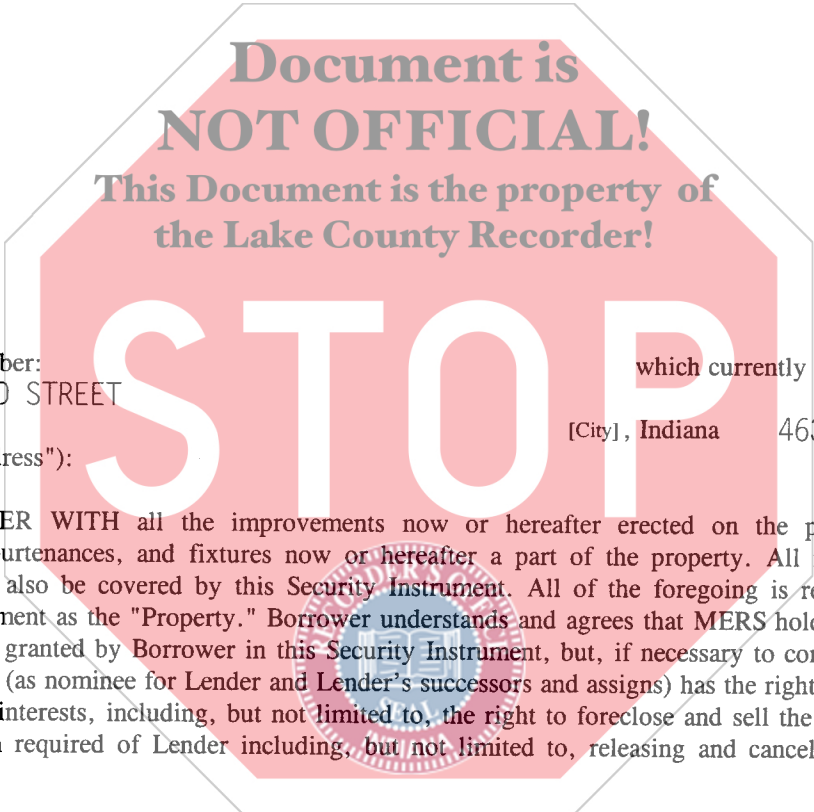 Document is
NOT OFFICIAL!
This Document is the property of
the Lake County Recorder!
STOP
ber: which currently
STREET
[City], Indiana 463
ress"):
ER WITH all the improvements now or hereafter erected on the p
urtenances, and fixtures now or hereafter a part of the property. All
also be covered by this Security Instrument. All of the foregoing is re
ment as the "Property." Borrower understands and agrees that MERS hold
granted by Borrower in this Security Instrument, but, if necessary to com
(as nominee for Lender and Lender's successors and assigns) has the right
interests, including, but not limited to, the right to foreclose and sell the
required of Lender including, but not limited to, releasing and cancel
SEAL